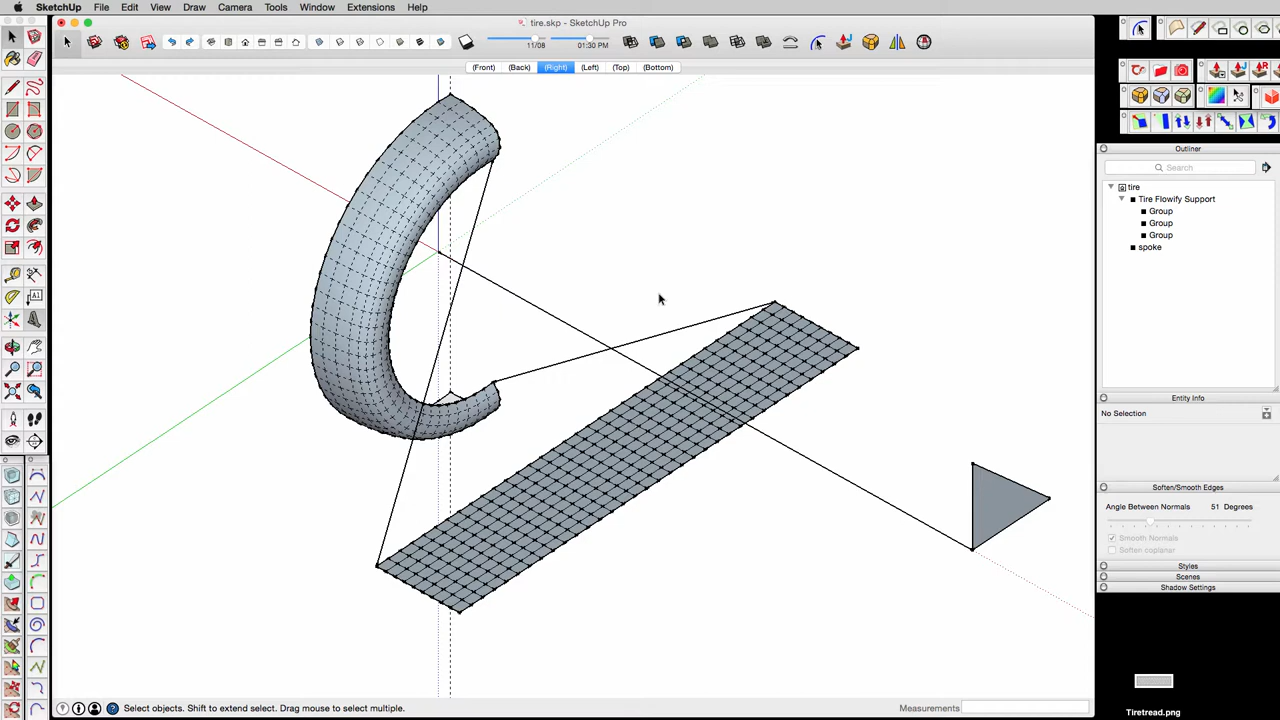 SketchUp File Edit View Draw Camera Tools Window Extensions Help
tire.skp - SketchUp Pro
11/08 01:30 PM
(Front) (Back) (Right) (Left) (Top) (Bottom)
Outliner
Search
tire
Tire Flowify Support
Group
Group
Group
spoke
Entity Info
No Selection
Soften/Smooth Edges
Angle Between Normals 51 Degrees
Smooth Normals
Soften coplanar
Styles
Scenes
Shadow Settings
A1
Select objects. Shift to extend select. Drag mouse to select multiple.
Measurements
Tiretread.png